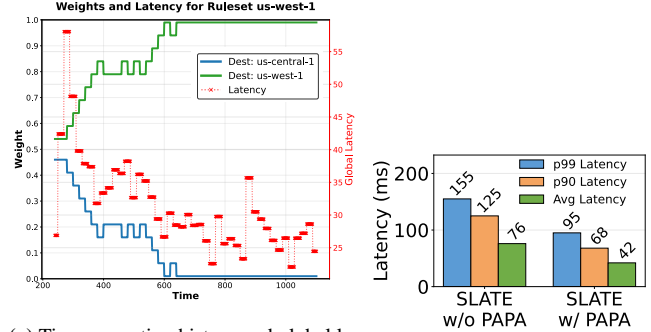 Weights and Latency for Ruleset us-west-1
1.0
0.9
0.8
0.7
0.6
0.5
0.4
0.3
0.2
0.1
0.0
Weight
200
400
600
800
1000
Time
55
50
45
40
35
30
25
Global Latency
Dest: us-central-1
Dest: us-west-1
Latency
200
100
0
Latency (ms)
p99 Latency
p90 Latency
Avg Latency
155
125
76
95
68
42
SLATE
w/o PAPA
SLATE
w/ PAPA